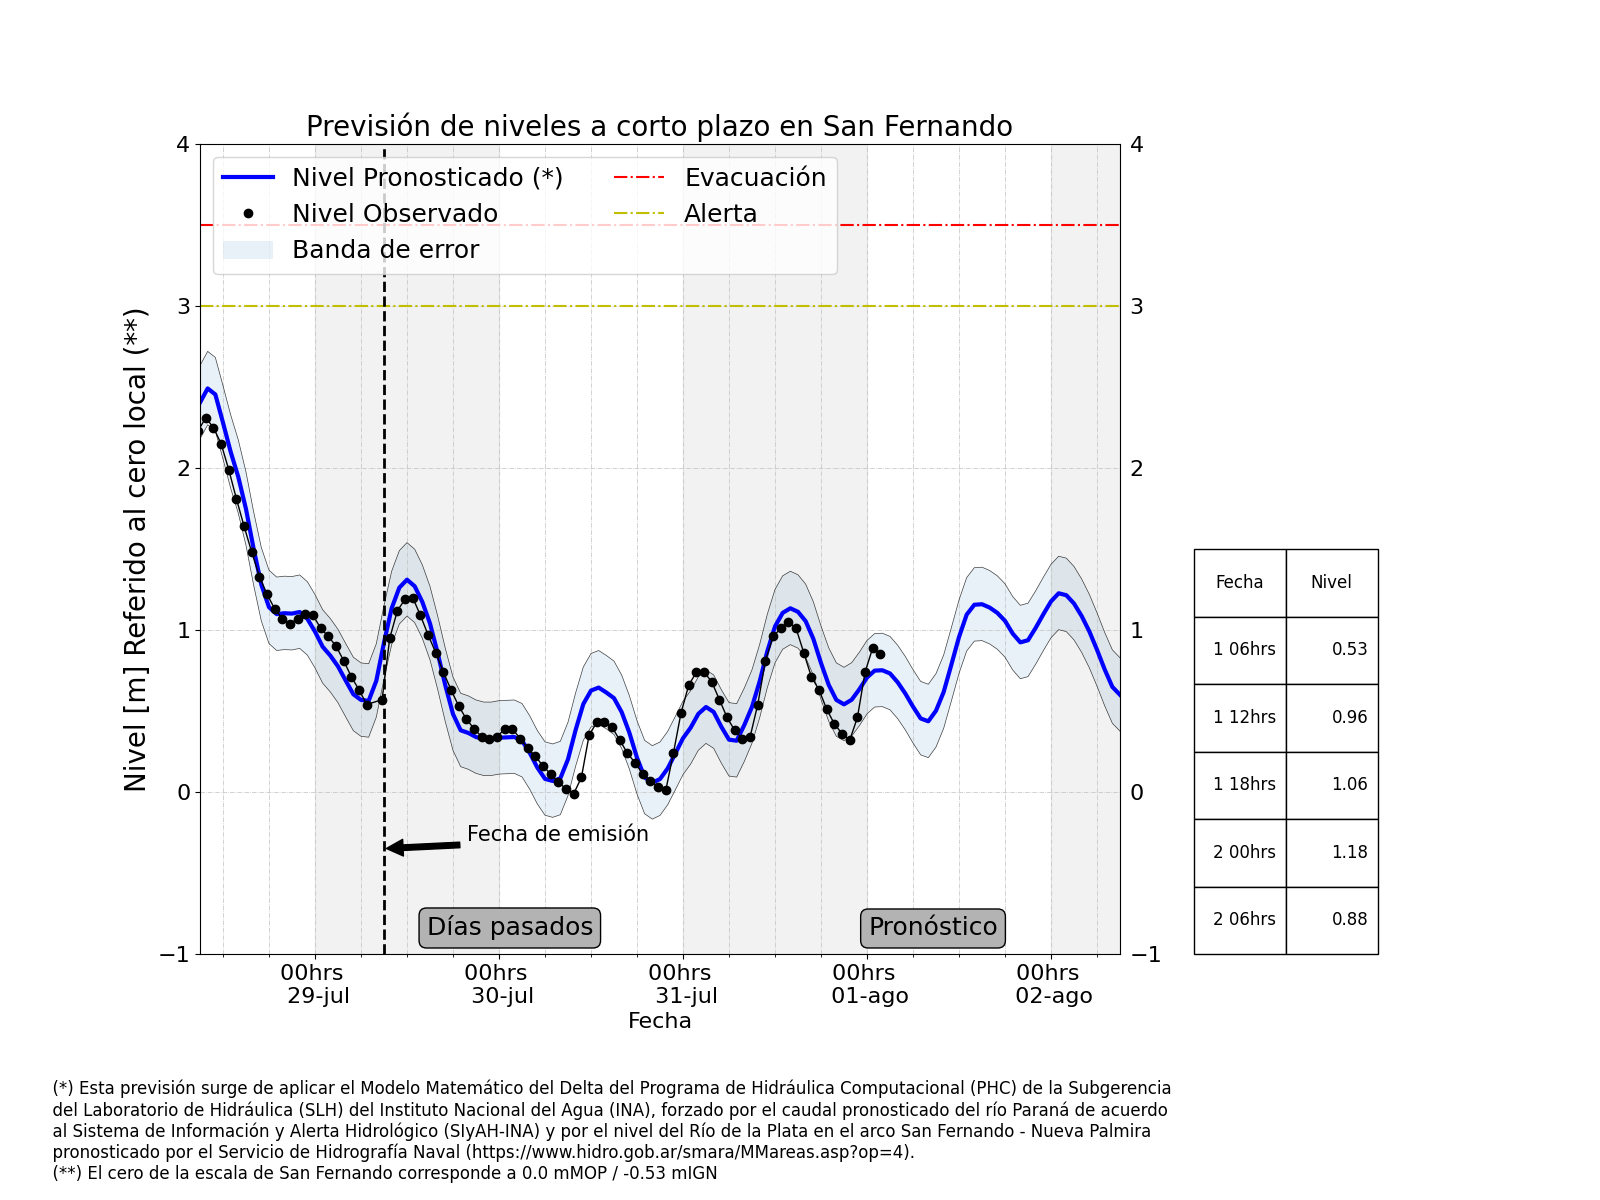 Previsión de niveles a corto plazo en San Fernando
Nivel Pronosticado (*)
Nivel Observado
Banda de error
Evacuación
Alerta
Nivel [m] Referido al cero local (**)
4
3
2
1
0
−1
4
3
2
1
0
−1
Fecha de emisión
Días pasados
Pronóstico
00hrs
29-jul
00hrs
30-jul
00hrs
31-jul
00hrs
01-ago
00hrs
02-ago
Fecha
Fecha Nivel
1 06hrs 0.53
1 12hrs 0.96
1 18hrs 1.06
2 00hrs 1.18
2 06hrs 0.88
(*) Esta previsión surge de aplicar el Modelo Matemático del Delta del Programa de Hidráulica Computacional (PHC) de la Subgerencia
del Laboratorio de Hidráulica (SLH) del Instituto Nacional del Agua (INA), forzado por el caudal pronosticado del río Paraná de acuerdo
al Sistema de Información y Alerta Hidrológico (SIyAH-INA) y por el nivel del Río de la Plata en el arco San Fernando - Nueva Palmira
pronosticado por el Servicio de Hidrografía Naval (https://www.hidro.gob.ar/smara/MMareas.asp?op=4).
(**) El cero de la escala de San Fernando corresponde a 0.0 mMOP / -0.53 mIGN